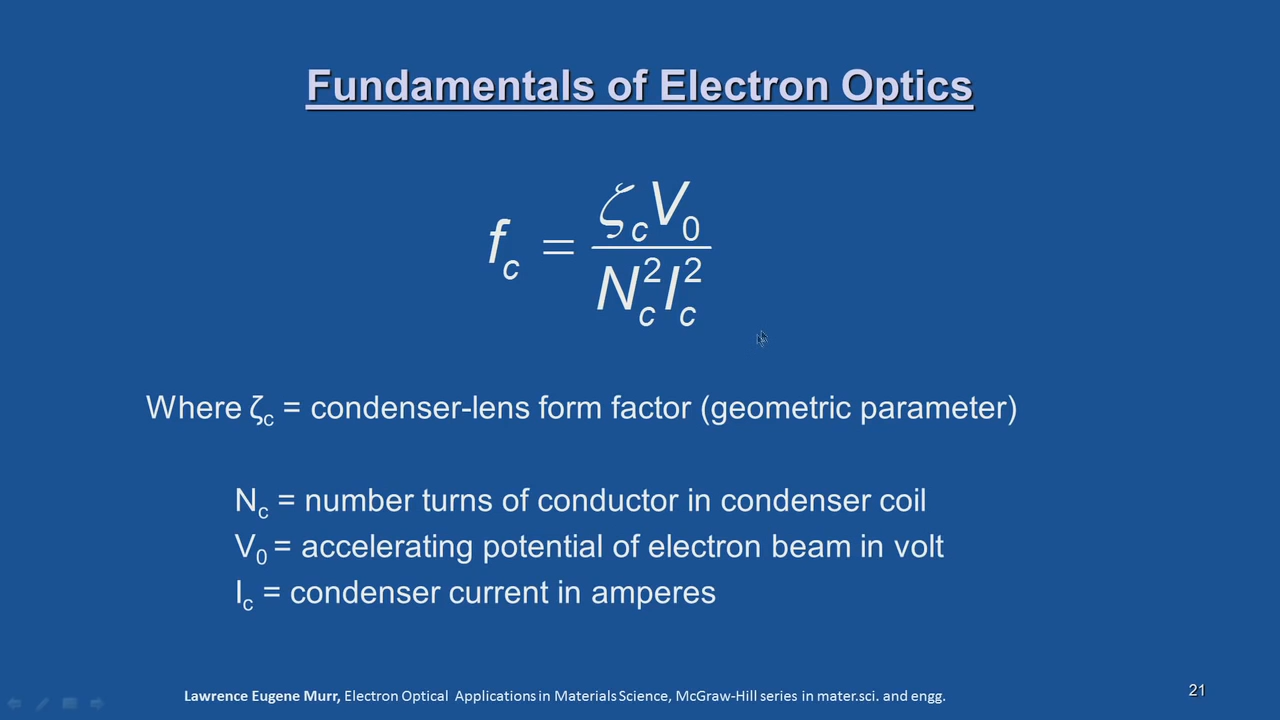 Fundamentals of Electron Optics
f_c = ζ_c V_0 / N_c^2 I_c^2
Where ζ_c = condenser-lens form factor (geometric parameter)
N_c = number turns of conductor in condenser coil
V_0 = accelerating potential of electron beam in volt
I_c = condenser current in amperes
Lawrence Eugene Murr, Electron Optical Applications in Materials Science, McGraw-Hill series in mater.sci. and engg.
21